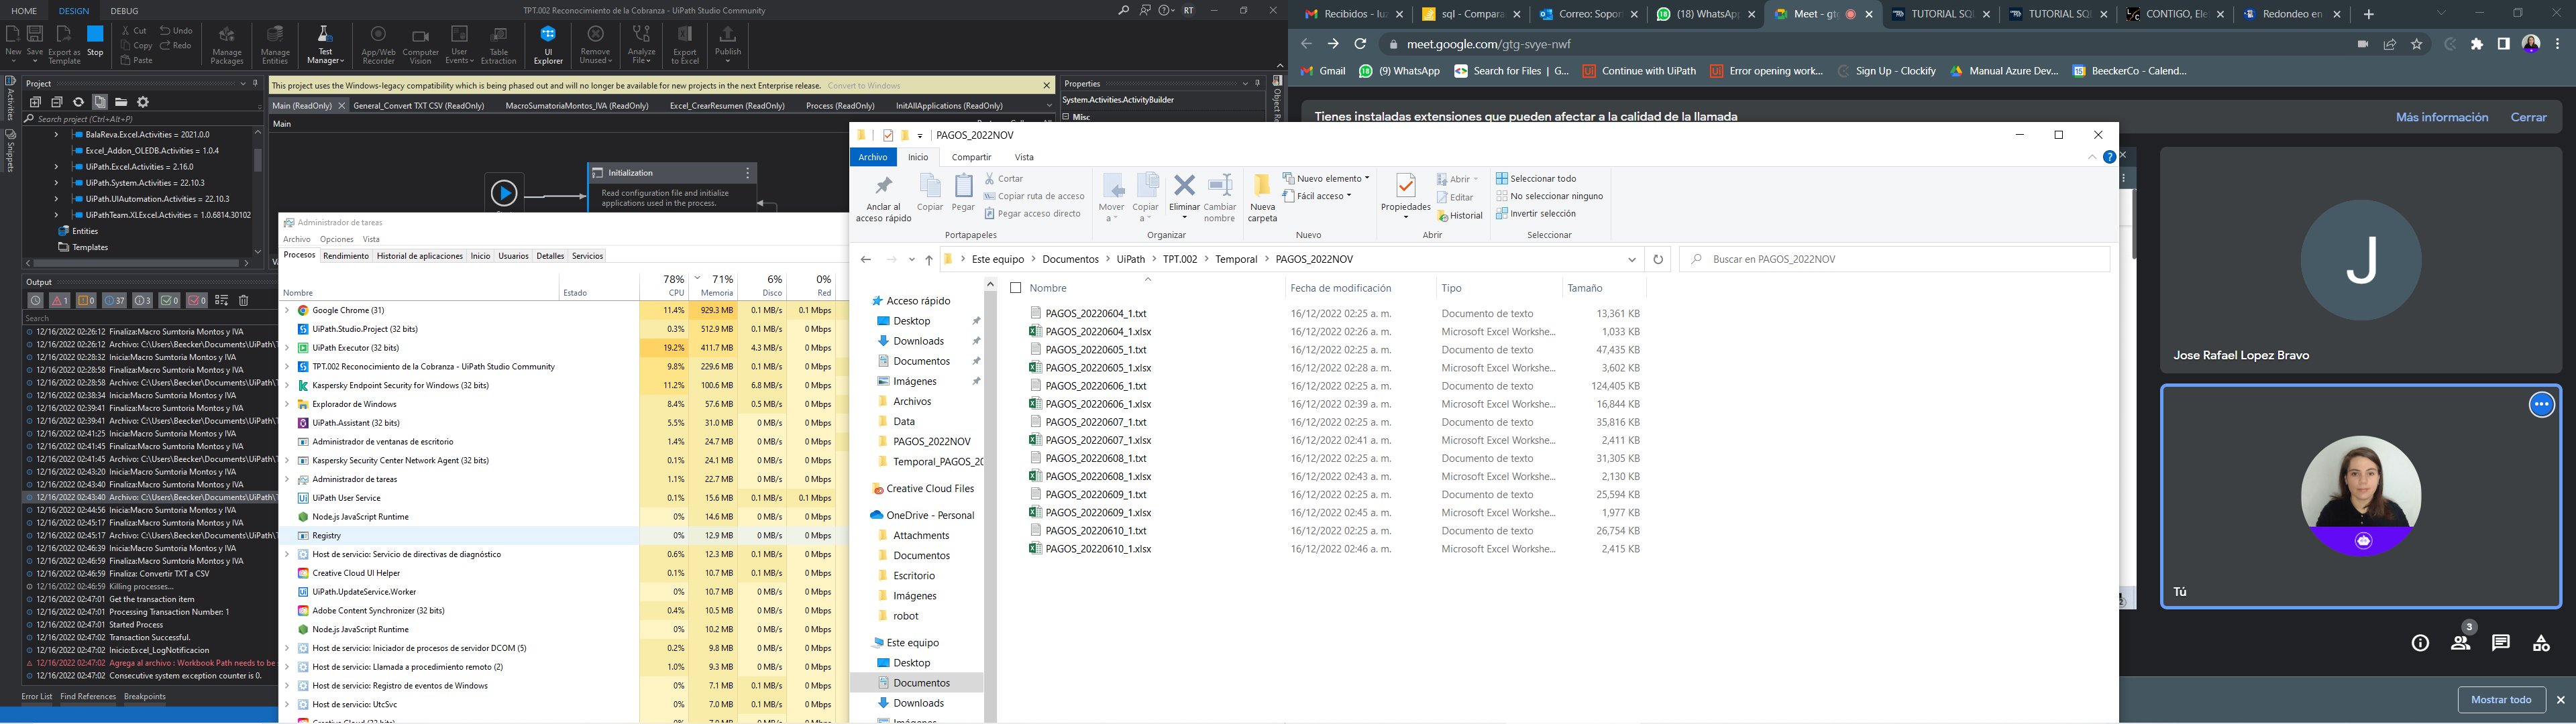 HOME DESIGN DEBUG
TPT.002 Reconocimiento de la Cobranza - UiPath Studio Community
RT
New
Save
Export as Template
Stop
Cut
Copy
Paste
Undo
Redo
Manage Packages
Manage Entities
Test Manager
App/Web Recorder
Computer Vision
User Events
Table Extraction
UI Explorer
Remove Unused
Analyze File
Export to Excel
Publish
Activities
Snippets
Project
Search project (Ctrl+Alt+P)
BalaReva.Excel.Activities = 2021.0.0
Excel_Addon_OLEDB.Activities = 1.0.4
UiPath.Excel.Activities = 2.16.0
UiPath.System.Activities = 22.10.3
UiPath.UIAutomation.Activities = 22.10.3
UiPathTeam.XLExcel.Activities = 1.0.6814.30102
Entities
Templates
This project uses the Windows-legacy compatibility which is being phased out and will no longer be available for new projects in the next Enterprise release. Convert to Windows
Main (ReadOnly)
General_Convert TXT CSV (ReadOnly)
MacroSumatoriaMontos_IVA (ReadOnly)
Excel_CrearResumen (ReadOnly)
Process (ReadOnly)
InitAllApplications (ReadOnly)
Main
Initialization
Read configuration file and initialize applications used in the process.
Properties
System.Activities.ActivityBuilder
Misc
Output
1 0 37 3 0 0
Search
12/16/2022 02:26:12 Finaliza:Macro Sumtoria Montos y IVA
12/16/2022 02:26:12 Archivo: C:\Users\Beecker\Documents\UiPath\T
12/16/2022 02:28:32 Inicia:Macro Sumtoria Montos y IVA
12/16/2022 02:28:58 Finaliza:Macro Sumtoria Montos y IVA
12/16/2022 02:28:58 Archivo: C:\Users\Beecker\Documents\UiPath\T
12/16/2022 02:38:34 Inicia:Macro Sumtoria Montos y IVA
12/16/2022 02:39:41 Finaliza:Macro Sumtoria Montos y IVA
12/16/2022 02:39:41 Archivo: C:\Users\Beecker\Documents\UiPath\T
12/16/2022 02:41:25 Inicia:Macro Sumtoria Montos y IVA
12/16/2022 02:41:45 Finaliza:Macro Sumtoria Montos y IVA
12/16/2022 02:41:45 Archivo: C:\Users\Beecker\Documents\UiPath\T
12/16/2022 02:43:20 Inicia:Macro Sumtoria Montos y IVA
12/16/2022 02:43:40 Finaliza:Macro Sumtoria Montos y IVA
12/16/2022 02:43:40 Archivo: C:\Users\Beecker\Documents\UiPath\T
12/16/2022 02:44:56 Inicia:Macro Sumtoria Montos y IVA
12/16/2022 02:45:17 Finaliza:Macro Sumtoria Montos y IVA
12/16/2022 02:45:17 Archivo: C:\Users\Beecker\Documents\UiPath\T
12/16/2022 02:46:39 Inicia:Macro Sumtoria Montos y IVA
12/16/2022 02:46:59 Finaliza:Macro Sumtoria Montos y IVA
12/16/2022 02:46:59 Finaliza: Convertir TXT a CSV
12/16/2022 02:46:59 Killing processes...
12/16/2022 02:47:01 Get the transaction item
12/16/2022 02:47:01 Processing Transaction Number: 1
12/16/2022 02:47:01 Started Process
12/16/2022 02:47:02 Transaction Successful.
12/16/2022 02:47:02 Inicio:Excel_LogNotificacion
12/16/2022 02:47:02 Agrega al archivo : Workbook Path needs to be
12/16/2022 02:47:02 Consecutive system exception counter is 0.
Error List Find References Breakpoints
Administrador de tareas
Archivo Opciones Vista
Procesos Rendimiento Historial de aplicaciones Inicio Usuarios Detalles Servicios
78% 71% 6% 0%
Nombre Estado CPU Memoria Disco Red
Google Chrome (31) 11.4% 929.3 MB 0.1 MB/s 0.1 Mbps
UiPath.Studio.Project (32 bits) 0.3% 512.9 MB 0.1 MB/s 0 Mbps
UiPath Executor (32 bits) 19.2% 411.7 MB 4.3 MB/s 0 Mbps
TPT.002 Reconocimiento de la Cobranza - UiPath Studio Community 9.8% 229.6 MB 0.1 MB/s 0 Mbps
Kaspersky Endpoint Security for Windows (32 bits) 11.2% 100.6 MB 6.8 MB/s 0 Mbps
Explorador de Windows 8.4% 57.6 MB 0.5 MB/s 0 Mbps
UiPath.Assistant (32 bits) 5.5% 31.0 MB 0 MB/s 0 Mbps
Administrador de ventanas de escritorio 1.4% 24.7 MB 0 MB/s 0 Mbps
Kaspersky Security Center Network Agent (32 bits) 0.1% 24.1 MB 0 MB/s 0 Mbps
Administrador de tareas 1.1% 22.7 MB 0 MB/s 0 Mbps
UiPath User Service 0.1% 15.6 MB 0.1 MB/s 0.1 Mbps
Node.js JavaScript Runtime 0% 14.6 MB 0 MB/s 0 Mbps
Registry 0% 12.9 MB 0 MB/s 0 Mbps
Host de servicio: Servicio de directivas de diagnóstico 0.6% 12.3 MB 0.1 MB/s 0 Mbps
Creative Cloud UI Helper 0.1% 10.7 MB 0.1 MB/s 0 Mbps
UiPath.UpdateService.Worker 0% 10.7 MB 0 MB/s 0 Mbps
Adobe Content Synchronizer (32 bits) 0.4% 10.5 MB 0 MB/s 0 Mbps
Node.js JavaScript Runtime 0% 10.2 MB 0 MB/s 0 Mbps
Host de servicio: Iniciador de procesos de servidor DCOM (5) 0.2% 9.8 MB 0 MB/s 0 Mbps
Host de servicio: Llamada a procedimiento remoto (2) 1.0% 9.3 MB 0 MB/s 0 Mbps
Host de servicio: Registro de eventos de Windows 0% 7.1 MB 0.1 MB/s 0 Mbps
Host de servicio: UtcSvc 0% 7.0 MB 0.1 MB/s 0 Mbps
PAGOS_2022NOV
Archivo Inicio Compartir Vista
Anclar al acceso rápido
Copiar
Pegar
Cortar
Copiar ruta de acceso
Pegar acceso directo
Portapapeles
Mover a
Copiar a
Eliminar
Cambiar nombre
Organizar
Nueva carpeta
Nuevo elemento
Fácil acceso
Nuevo
Propiedades
Abrir
Editar
Historial
Abrir
Seleccionar todo
No seleccionar ninguno
Invertir selección
Seleccionar
Este equipo > Documentos > UiPath > TPT.002 > Temporal > PAGOS_2022NOV
Buscar en PAGOS_2022NOV
Acceso rápido
Desktop
Downloads
Documentos
Imágenes
Archivos
Data
PAGOS_2022NOV
Temporal_PAGOS_20
Creative Cloud Files
OneDrive - Personal
Attachments
Documentos
Escritorio
Imágenes
robot
Este equipo
Desktop
Documentos
Downloads
Nombre Fecha de modificación Tipo Tamaño
PAGOS_20220604_1.txt 16/12/2022 02:25 a. m. Documento de texto 13,361 KB
PAGOS_20220604_1.xlsx 16/12/2022 02:26 a. m. Microsoft Excel Workshe... 1,033 KB
PAGOS_20220605_1.txt 16/12/2022 02:25 a. m. Documento de texto 47,435 KB
PAGOS_20220605_1.xlsx 16/12/2022 02:28 a. m. Microsoft Excel Workshe... 3,602 KB
PAGOS_20220606_1.txt 16/12/2022 02:25 a. m. Documento de texto 124,405 KB
PAGOS_20220606_1.xlsx 16/12/2022 02:39 a. m. Microsoft Excel Workshe... 16,844 KB
PAGOS_20220607_1.txt 16/12/2022 02:25 a. m. Documento de texto 35,816 KB
PAGOS_20220607_1.xlsx 16/12/2022 02:41 a. m. Microsoft Excel Workshe... 2,411 KB
PAGOS_20220608_1.txt 16/12/2022 02:25 a. m. Documento de texto 31,305 KB
PAGOS_20220608_1.xlsx 16/12/2022 02:43 a. m. Microsoft Excel Workshe... 2,130 KB
PAGOS_20220609_1.txt 16/12/2022 02:25 a. m. Documento de texto 25,594 KB
PAGOS_20220609_1.xlsx 16/12/2022 02:45 a. m. Microsoft Excel Workshe... 1,977 KB
PAGOS_20220610_1.txt 16/12/2022 02:25 a. m. Documento de texto 26,754 KB
PAGOS_20220610_1.xlsx 16/12/2022 02:46 a. m. Microsoft Excel Workshe... 2,415 KB
Recibidos - lu
sql - Compara
Correo: Sopor
(18) WhatsAp
Meet - gt
TUTORIAL SQ
TUTORIAL SQ
CONTIGO, Ele
Redondeo en
meet.google.com/gtg-svye-nwf
Gmail
(9) WhatsApp
Search for Files | G...
Continue with UiPath
Error opening work...
Sign Up - Clockify
Manual Azure Dev...
BeeckerCo - Calend...
Tienes instaladas extensiones que pueden afectar a la calidad de la llamada
Más información
Cerrar
J
Jose Rafael Lopez Bravo
Tú
3
Mostrar todo